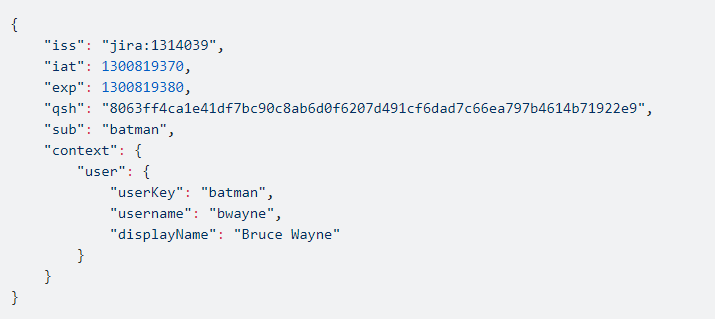 {
    "iss": "jira:1314039",
    "iat": 1300819370,
    "exp": 1300819380,
    "qsh": "8063ff4ca1e41df7bc90c8ab6d0f6207d491cf6dad7c66ea797b4614b71922e9",
    "sub": "batman",
    "context": {
        "user": {
            "userKey": "batman",
            "username": "bwayne",
            "displayName": "Bruce Wayne"
        }
    }
}